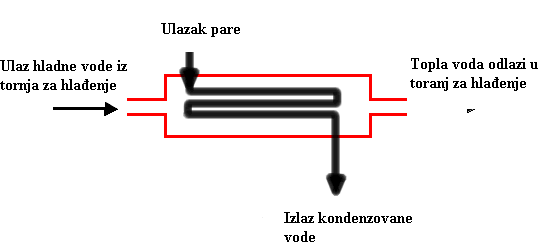 Ulazak pare
Ulaz hladne vode iz
tornja za hlađenje
Topla voda odlazi u
toranj za hlađenje
Izlaz kondenzovane
vode